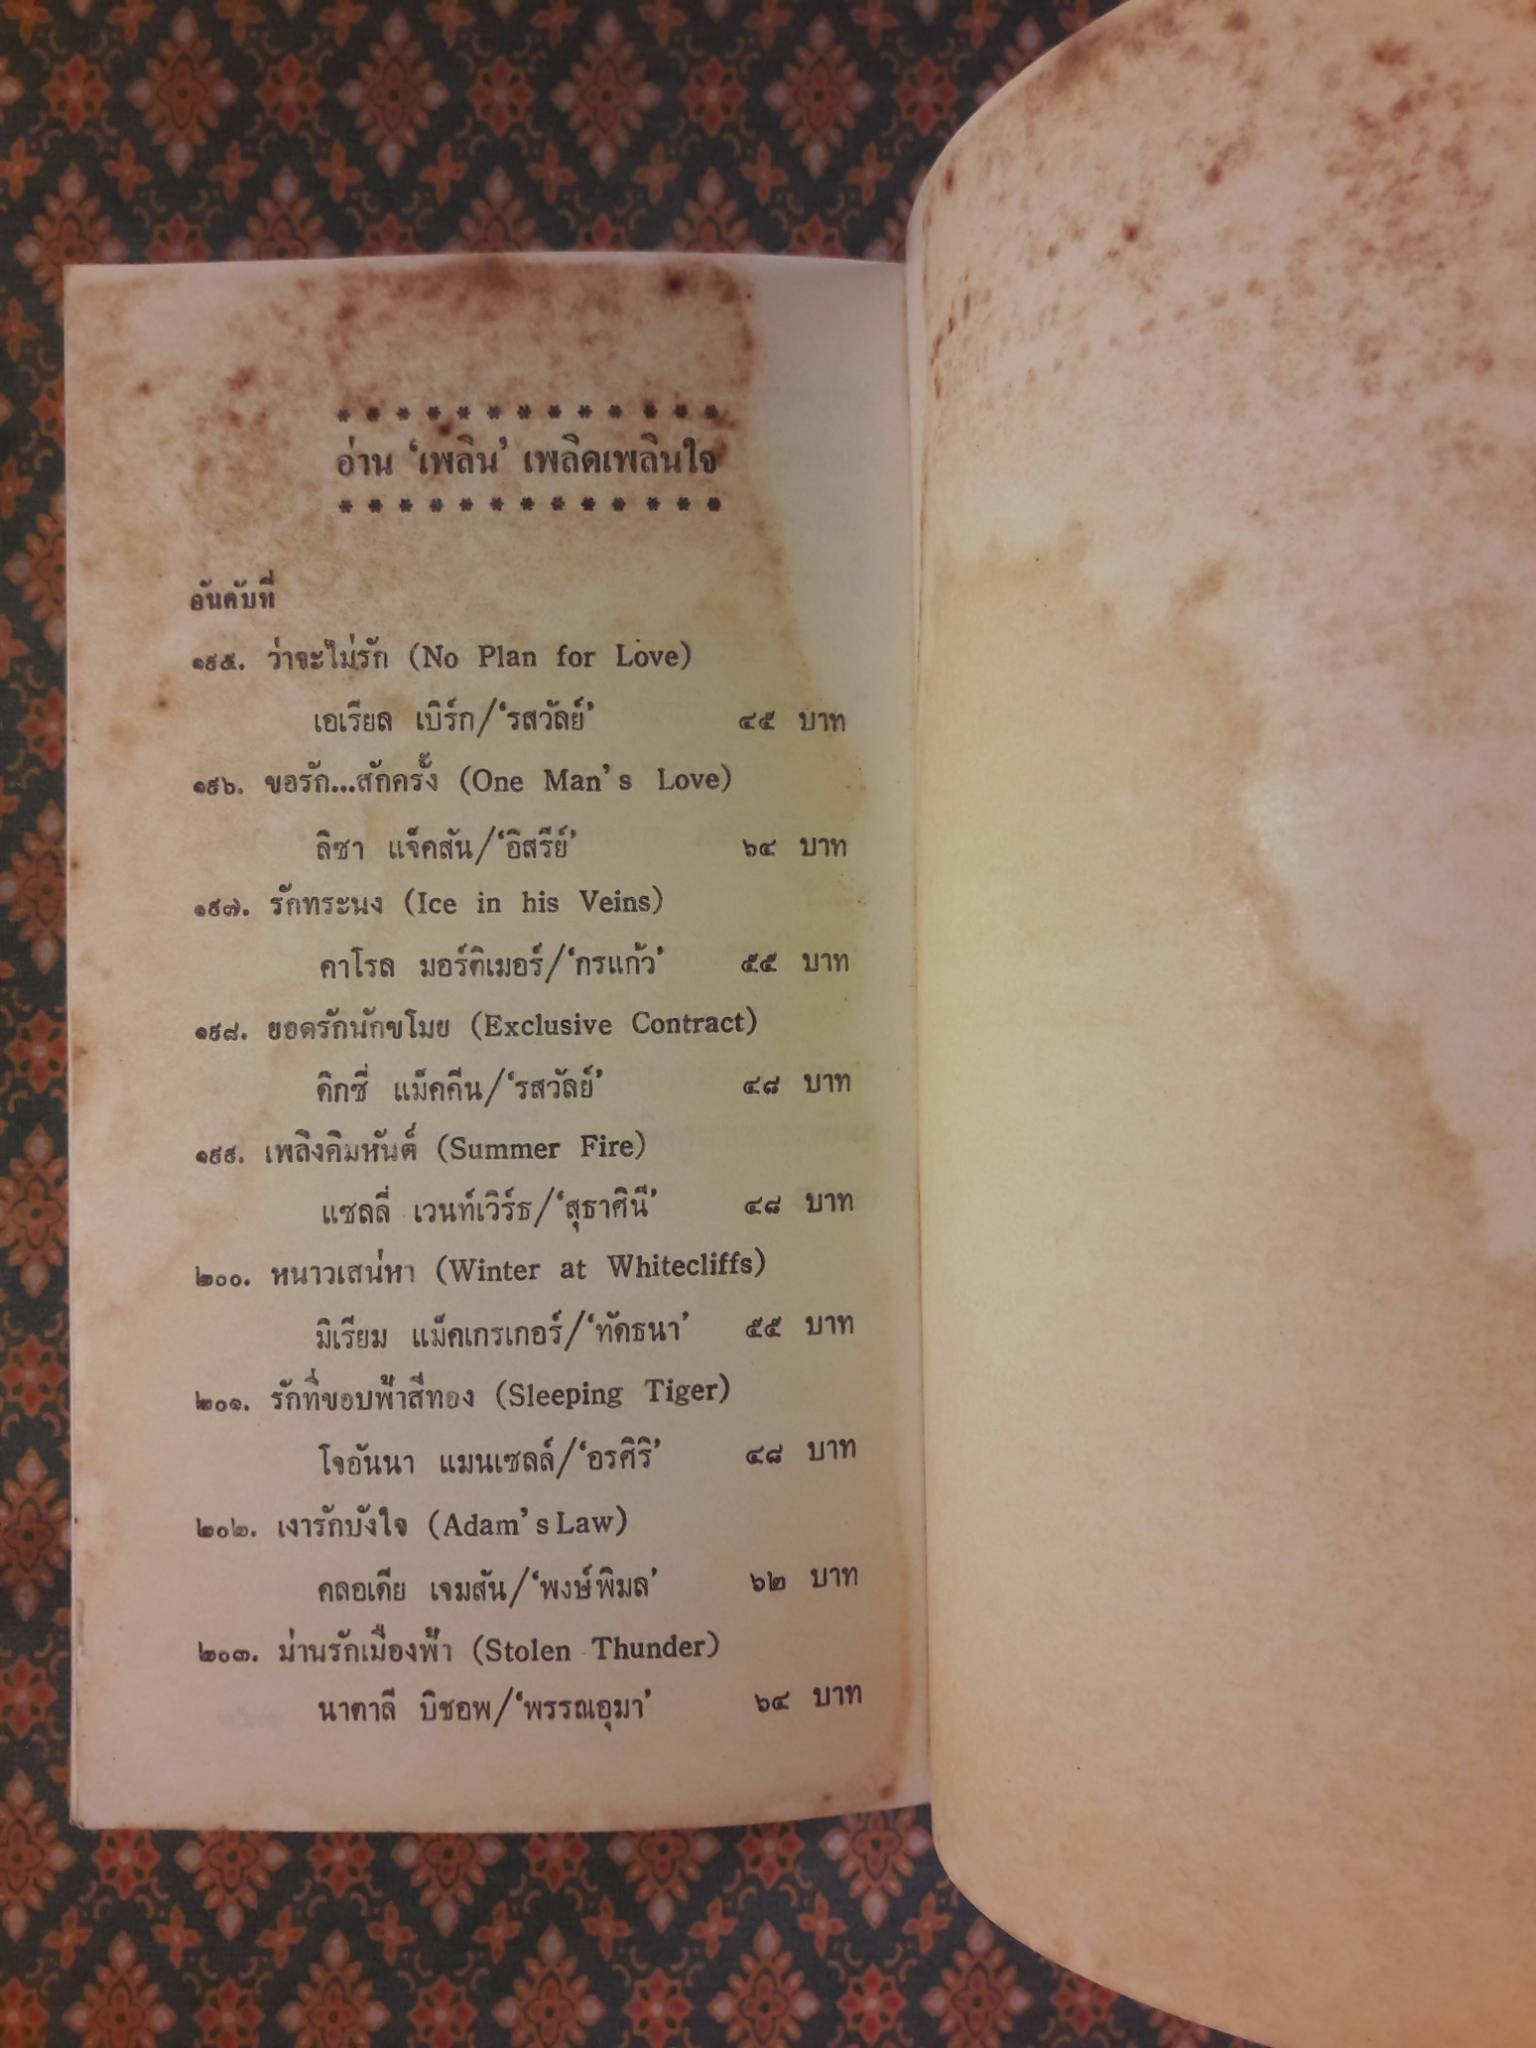 * * * * * * * * * * * * *
อ่าน ‘เพลิน’ เพลิดเพลินใจ
* * * * * * * * * * * * *
อันดับที่
๑๙๕. ว่าจะไม่รัก (No Plan for Love)
เอเรียล เบิร์ก/‘รสวัลย์’ ๔๕ บาท
๑๙๖. ขอรัก...สักครั้ง (One Man's Love)
ลิซา แจ็คสัน/‘อิสรีย์’ ๖๔ บาท
๑๙๗. รักทระนง (Ice in his Veins)
คาโรล มอร์ติเมอร์/‘กรแก้ว’ ๕๕ บาท
๑๙๘. ยอดรักนักขโมย (Exclusive Contract)
ดิกซี่ แม็คคีน/‘รสวัลย์’ ๔๘ บาท
๑๙๙. เพลิงคิมหันต์ (Summer Fire)
แซลลี่ เวนท์เวิร์ธ/‘สุธาศินี’ ๔๘ บาท
๒๐๐. หนาวเสน่หา (Winter at Whitecliffs)
มิเรียม แม็คเกรเกอร์/‘ทัดธนา’ ๕๕ บาท
๒๐๑. รักที่ขอบฟ้าสีทอง (Sleeping Tiger)
โจอันนา แมนเซลล์/‘อรศิริ’ ๔๘ บาท
๒๐๒. เงารักบังใจ (Adam's Law)
คลอเดีย เจมสัน/‘พงษ์พิมล’ ๖๒ บาท
๒๐๓. ม่านรักเมืองฟ้า (Stolen Thunder)
นาตาลี บิชอพ/‘พรรณอุมา’ ๖๔ บาท